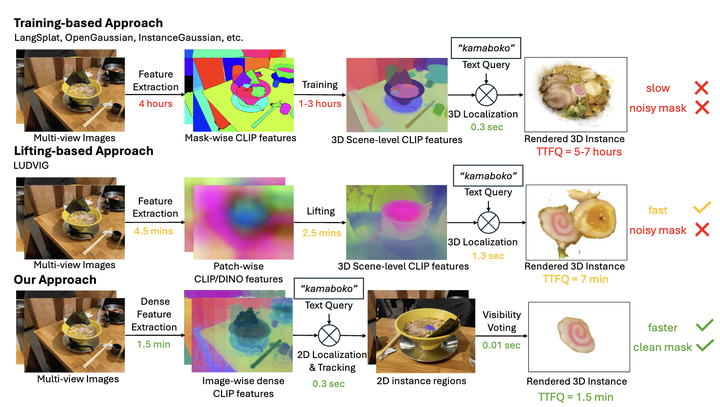 Training-based Approach
LangSplat, OpenGaussian, InstanceGaussian, etc.
Multi-view Images
Feature
Extraction
4 hours
Mask-wise CLIP features
Training
1-3 hours
3D Scene-level CLIP features
“kamaboko”
Text Query
3D Localization
0.3 sec
Rendered 3D Instance
TTFQ = 5-7 hours
slow
noisy mask
Lifting-based Approach
LUDVIG
Multi-view Images
Feature
Extraction
4.5 mins
Patch-wise
CLIP/DINO features
Lifting
2.5 mins
3D Scene-level CLIP features
“kamaboko”
Text Query
3D Localization
1.3 sec
Rendered 3D Instance
TTFQ = 7 min
fast
noisy mask
Our Approach
Multi-view Images
Dense
Feature
Extraction
1.5 min
Image-wise dense
CLIP features
“kamaboko”
Text Query
2D Localization
& Tracking
0.3 sec
2D instance regions
Visibility
Voting
0.01 sec
Rendered 3D Instance
TTFQ = 1.5 min
faster
clean mask